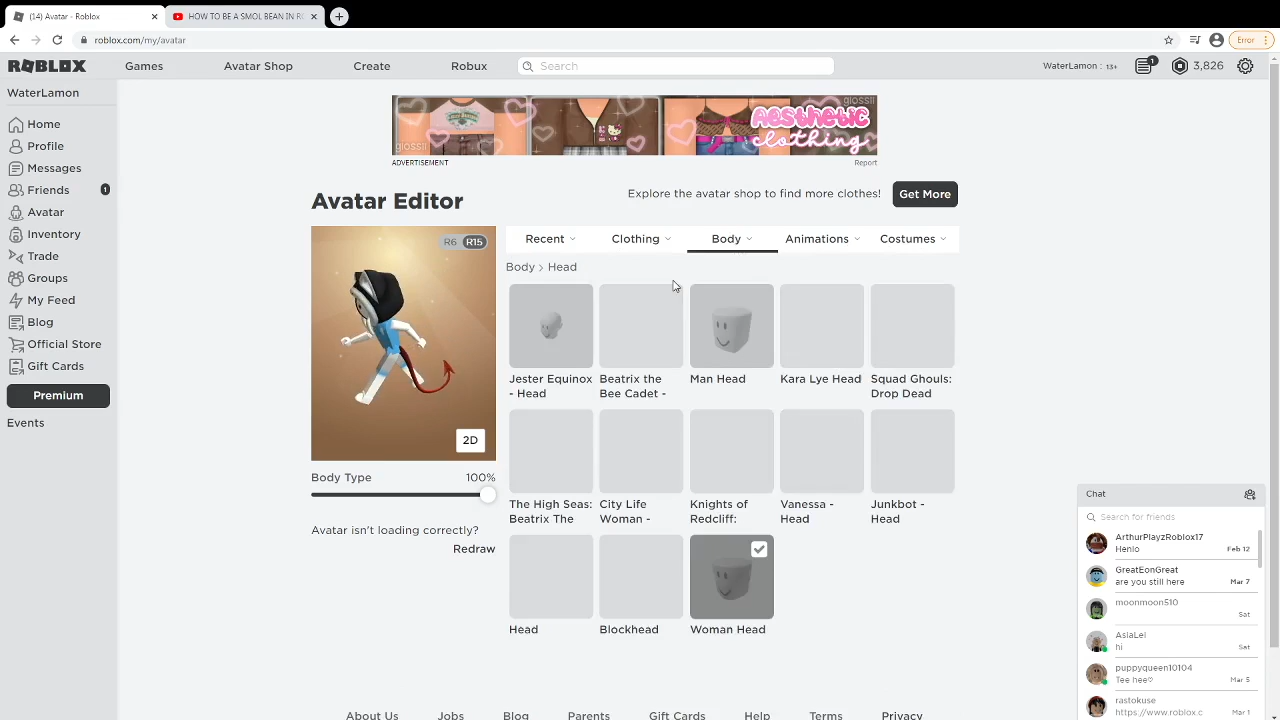 (14) Avatar - Roblox
HOW TO BE A SMOL BEAN IN RO
roblox.com/my/avatar
Error
ROBLOX
Games
Avatar Shop
Create
Robux
Search
WaterLamon : 13+
1
3,826
WaterLamon
Home
Profile
Messages
Friends
1
Avatar
Inventory
Trade
Groups
My Feed
Blog
Official Store
Gift Cards
Premium
Events
glossii
glossii
Aesthetic
clothing
ADVERTISEMENT
Report
Avatar Editor
Explore the avatar shop to find more clothes!
Get More
R6 R15
2D
Body Type 100%
Avatar isn't loading correctly?
Redraw
Recent
Clothing
Body
Animations
Costumes
Body > Head
Jester Equinox
- Head
Beatrix the
Bee Cadet -
Man Head
Kara Lye Head
Squad Ghouls:
Drop Dead
The High Seas:
Beatrix The
City Life
Woman -
Knights of
Redcliff:
Vanessa -
Head
Junkbot -
Head
Head
Blockhead
Woman Head
Chat
Search for friends
ArthurPlayzRoblox17
Henlo
Feb 12
GreatEonGreat
are you still here
Mar 7
moonmoon510
Sat
AsiaLei
hi
Sat
puppyqueen10104
Tee hee♡
Mar 5
rastokuse
https://www.roblox.c
Mar 1
About Us
Jobs
Blog
Parents
Gift Cards
Help
Terms
Privacy